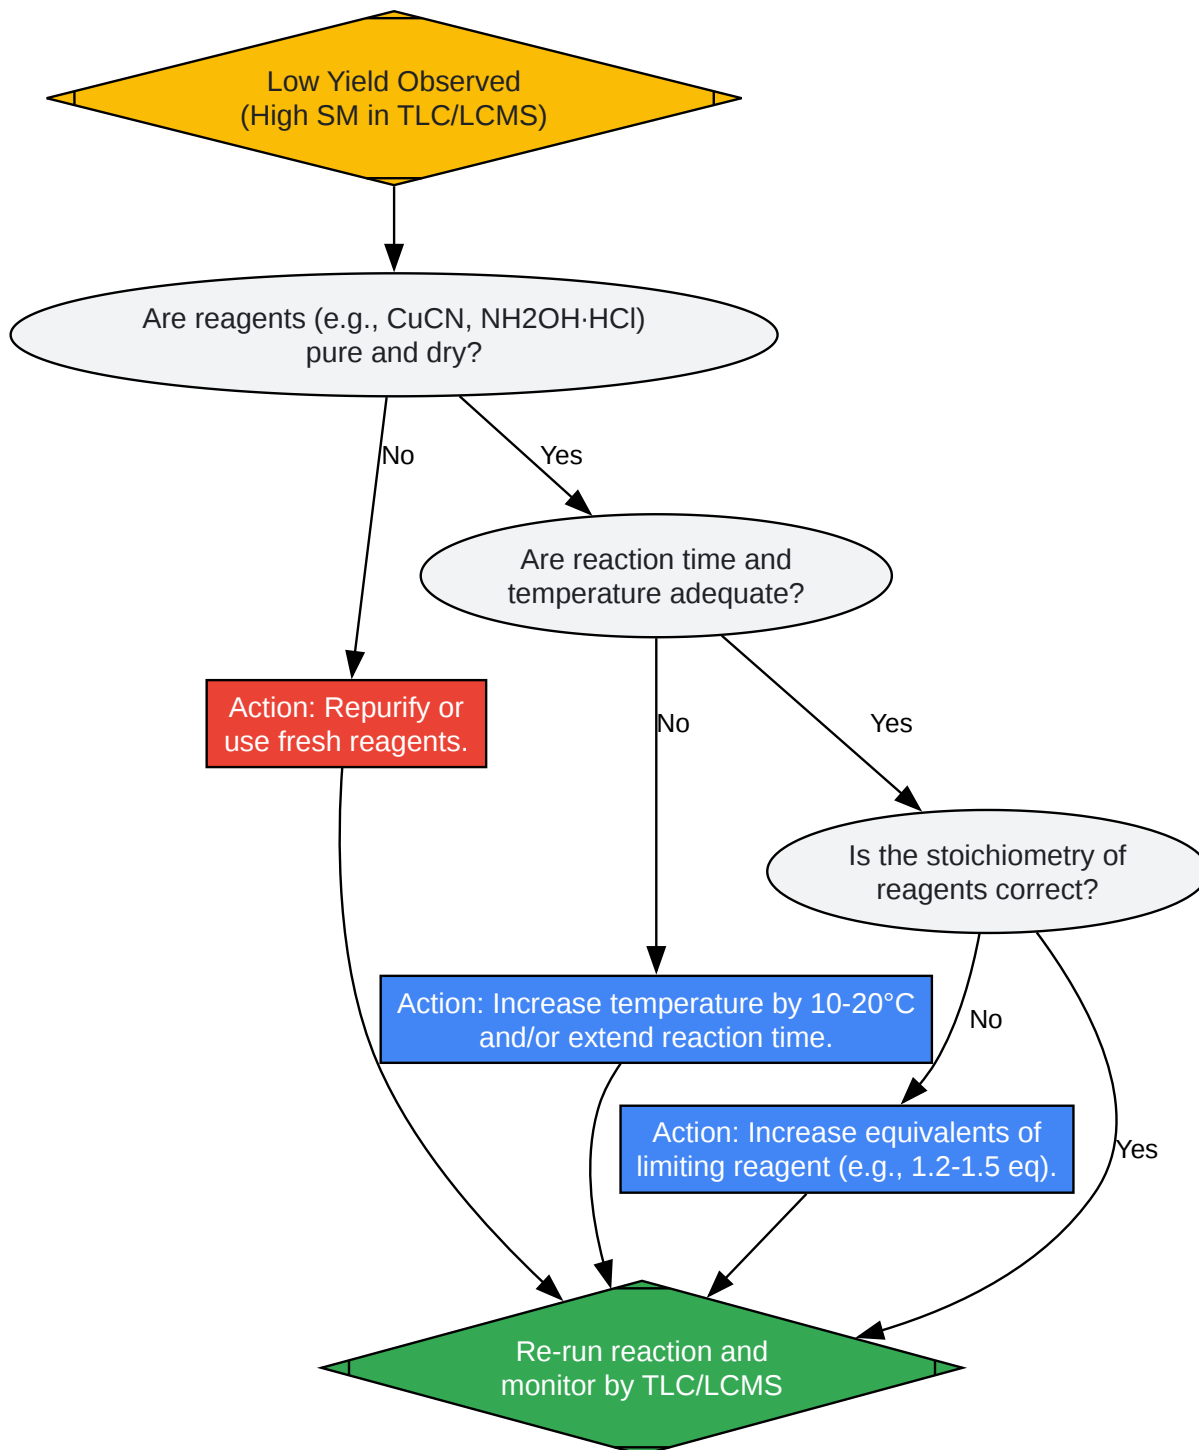 Low Yield Observed
(High SM in TLC/LCMS)
Are reagents (e.g., CuCN, NH2OH·HCl)
pure and dry?
No
Yes
Are reaction time and
temperature adequate?
Action: Repurify or
use fresh reagents.
No
Yes
Is the stoichiometry of
reagents correct?
Action: Increase temperature by 10-20°C
and/or extend reaction time.
No
Action: Increase equivalents of
limiting reagent (e.g., 1.2-1.5 eq).
Yes
Re-run reaction and
monitor by TLC/LCMS